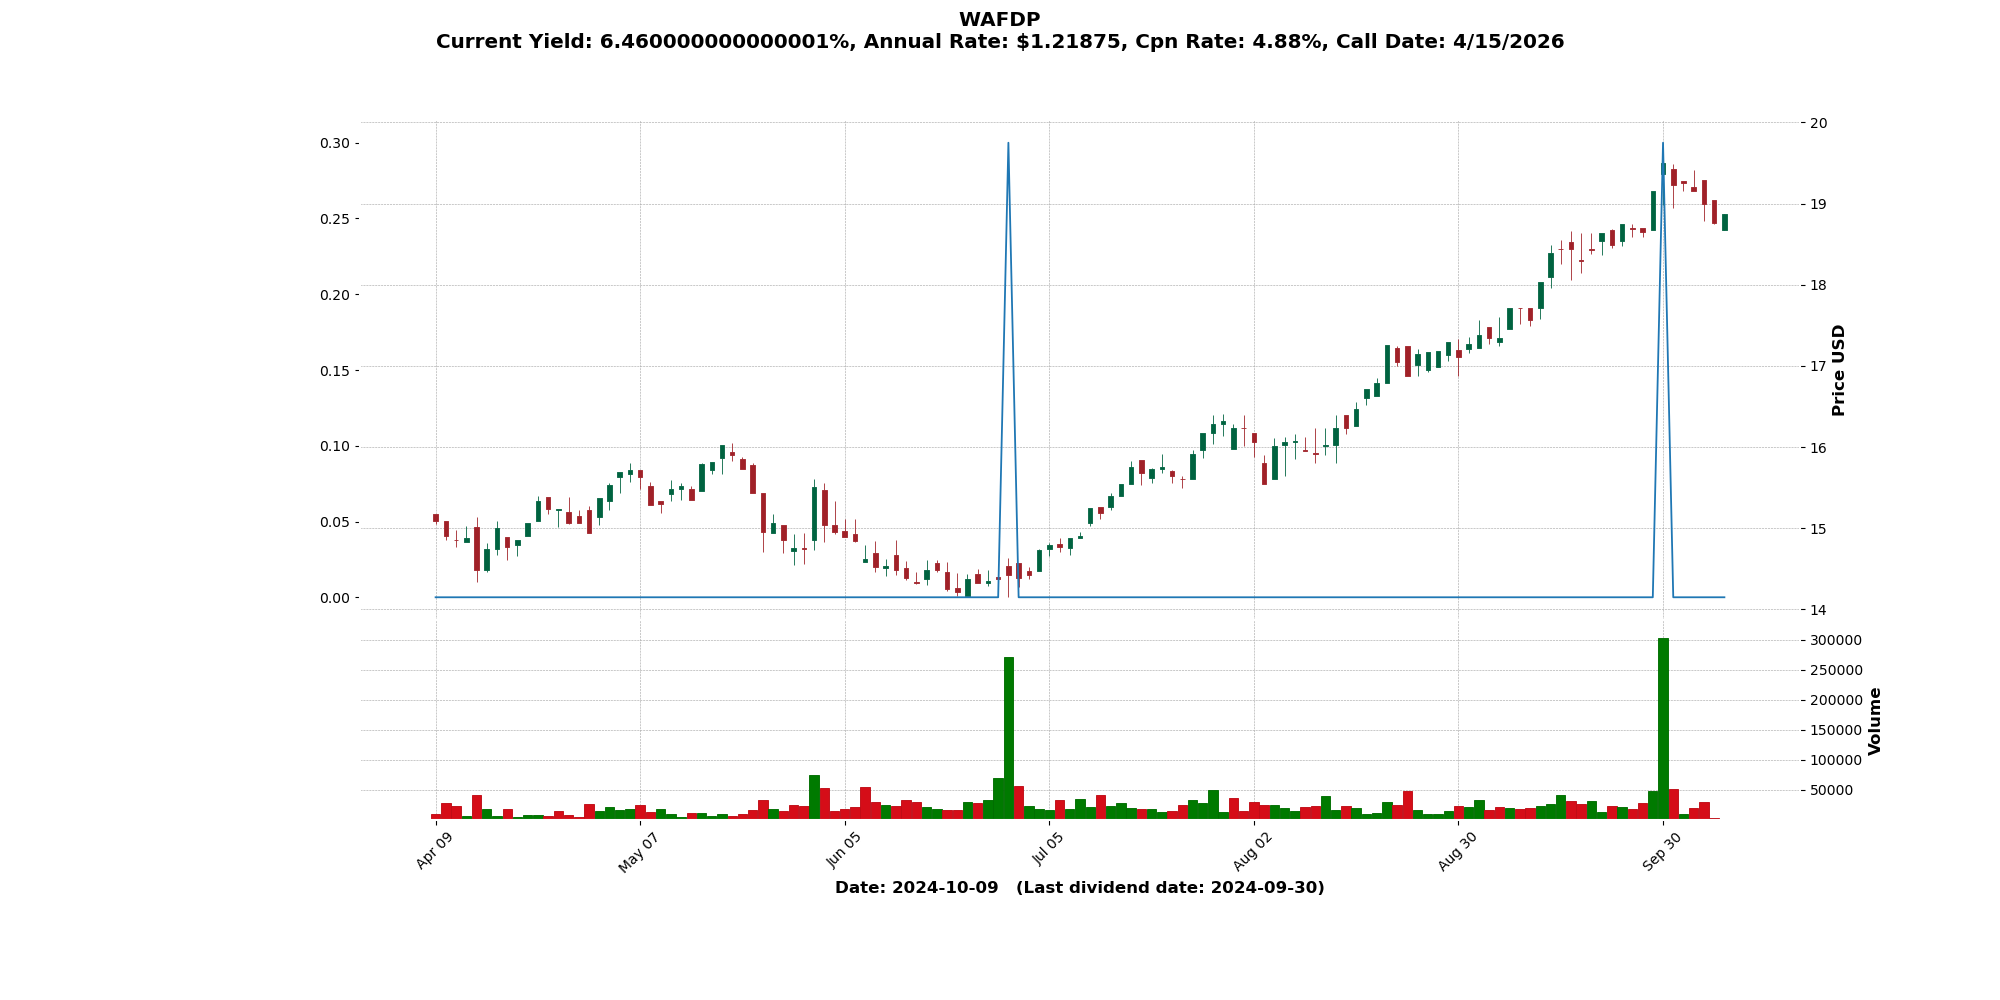 WAFDP
Current Yield: 6.460000000000001%, Annual Rate: $1.21875, Cpn Rate: 4.88%, Call Date: 4/15/2026
0.30
0.25
0.20
0.15
0.10
0.05
0.00
20
19
18
17
16
15
14
Price USD
300000
250000
200000
150000
100000
50000
Volume
Apr 09
May 07
Jun 05
Jul 05
Aug 02
Aug 30
Sep 30
Date: 2024-10-09 (Last dividend date: 2024-09-30)